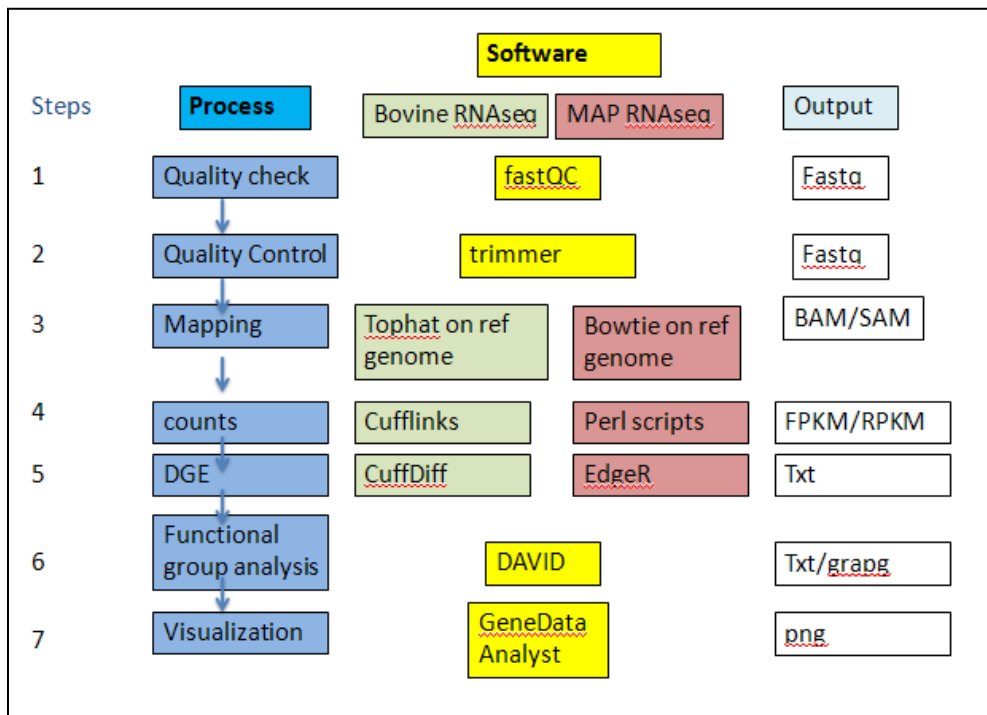 Software
Steps
Process
Bovine RNAseq
MAP RNAseq
Output
1
Quality check
fastQC
Fastq
2
Quality Control
trimmer
Fastq
3
Mapping
Tophat on ref
genome
Bowtie on ref
genome
BAM/SAM
4
counts
Cufflinks
Perl scripts
FPKM/RPKM
5
DGE
CuffDiff
EdgeR
Txt
6
Functional
group analysis
DAVID
Txt/grapg
7
Visualization
GeneData
Analyst
png